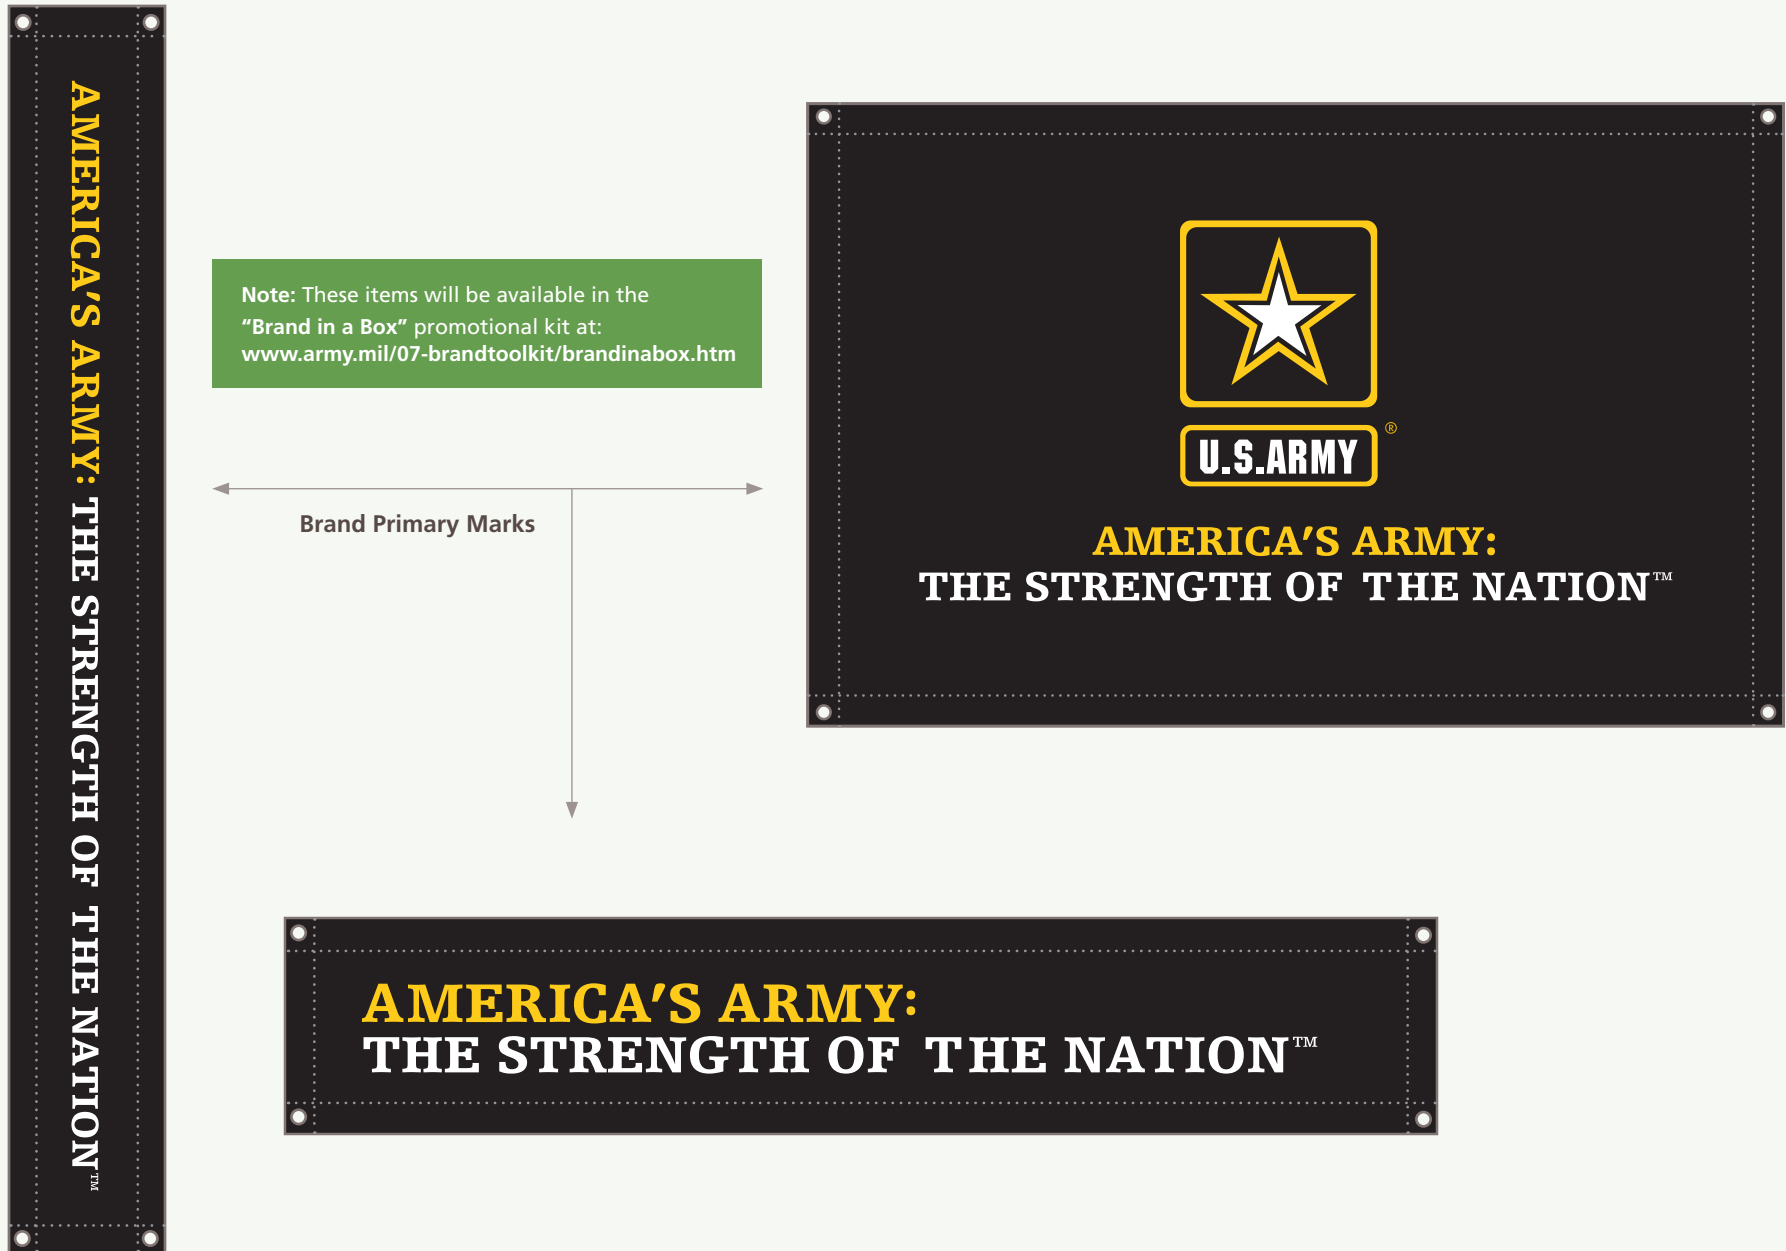 AMERICA'S ARMY: THE STRENGTH OF THE NATION™
Note: These items will be available in the
“Brand in a Box” promotional kit at:
www.army.mil/07-brandtoolkit/brandinabox.htm
Brand Primary Marks
U.S.ARMY ®
AMERICA'S ARMY:
THE STRENGTH OF THE NATION™
AMERICA'S ARMY:
THE STRENGTH OF THE NATION™